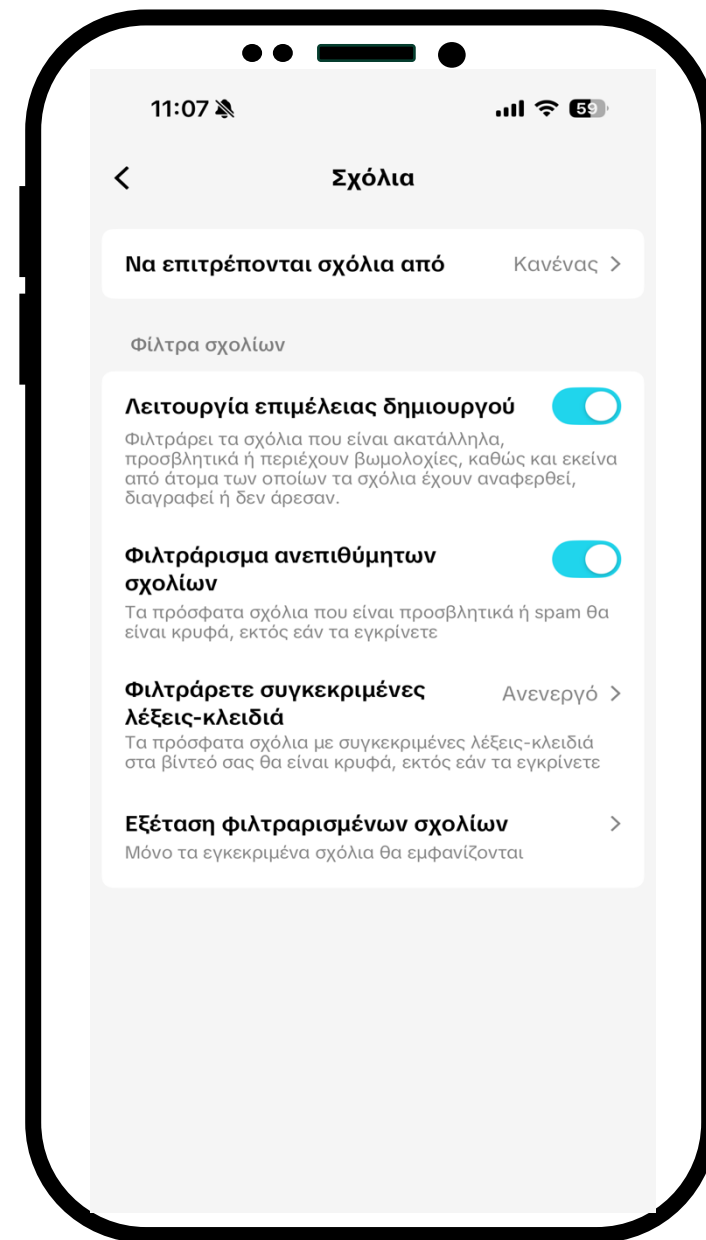 11:07
59
Σχόλια
Να επιτρέπονται σχόλια από Κανένας
Φίλτρα σχολίων
Λειτουργία επιμέλειας δημιουργού
Φιλτράρει τα σχόλια που είναι ακατάλληλα,
προσβλητικά ή περιέχουν βωμολοχίες, καθώς και εκείνα
από άτομα των οποίων τα σχόλια έχουν αναφερθεί,
διαγραφεί ή δεν άρεσαν.
Φιλτράρισμα ανεπιθύμητων
σχολίων
Τα πρόσφατα σχόλια που είναι προσβλητικά ή spam θα
είναι κρυφά, εκτός εάν τα εγκρίνετε
Φιλτράρετε συγκεκριμένες Ανενεργό
λέξεις-κλειδιά
Τα πρόσφατα σχόλια με συγκεκριμένες λέξεις-κλειδιά
στα βίντεό σας θα είναι κρυφά, εκτός εάν τα εγκρίνετε
Εξέταση φιλτραρισμένων σχολίων
Μόνο τα εγκεκριμένα σχόλια θα εμφανίζονται